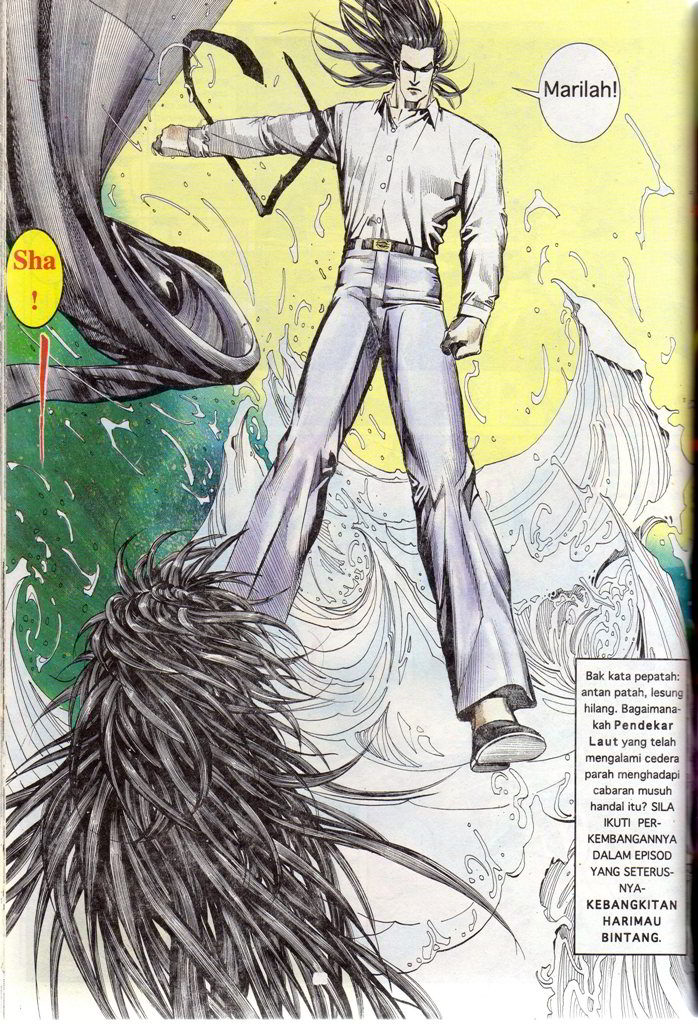 Marilah!
Sha
!
Bak kata pepatah:
antan patah, lesung
hilang. Bagaimana-
kah Pendekar
Laut yang telah
mengalami cedera
parah menghadapi
cabaran musuh
handal itu? SILA
IKUTI PER-
KEMBANGANNYA
DALAM EPISOD
YANG SETERUS-
NYA-
KEBANGKITAN
HARIMAU
BINTANG.